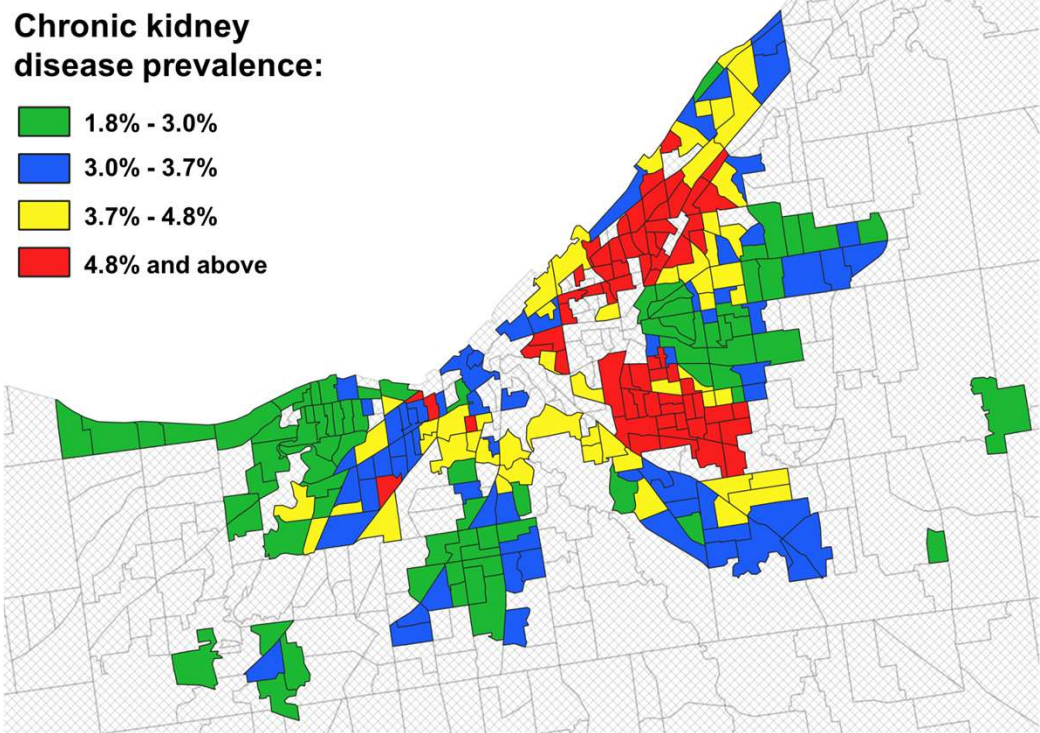 Chronic kidney
disease prevalence:
1.8% - 3.0%
3.0% - 3.7%
3.7% - 4.8%
4.8% and above